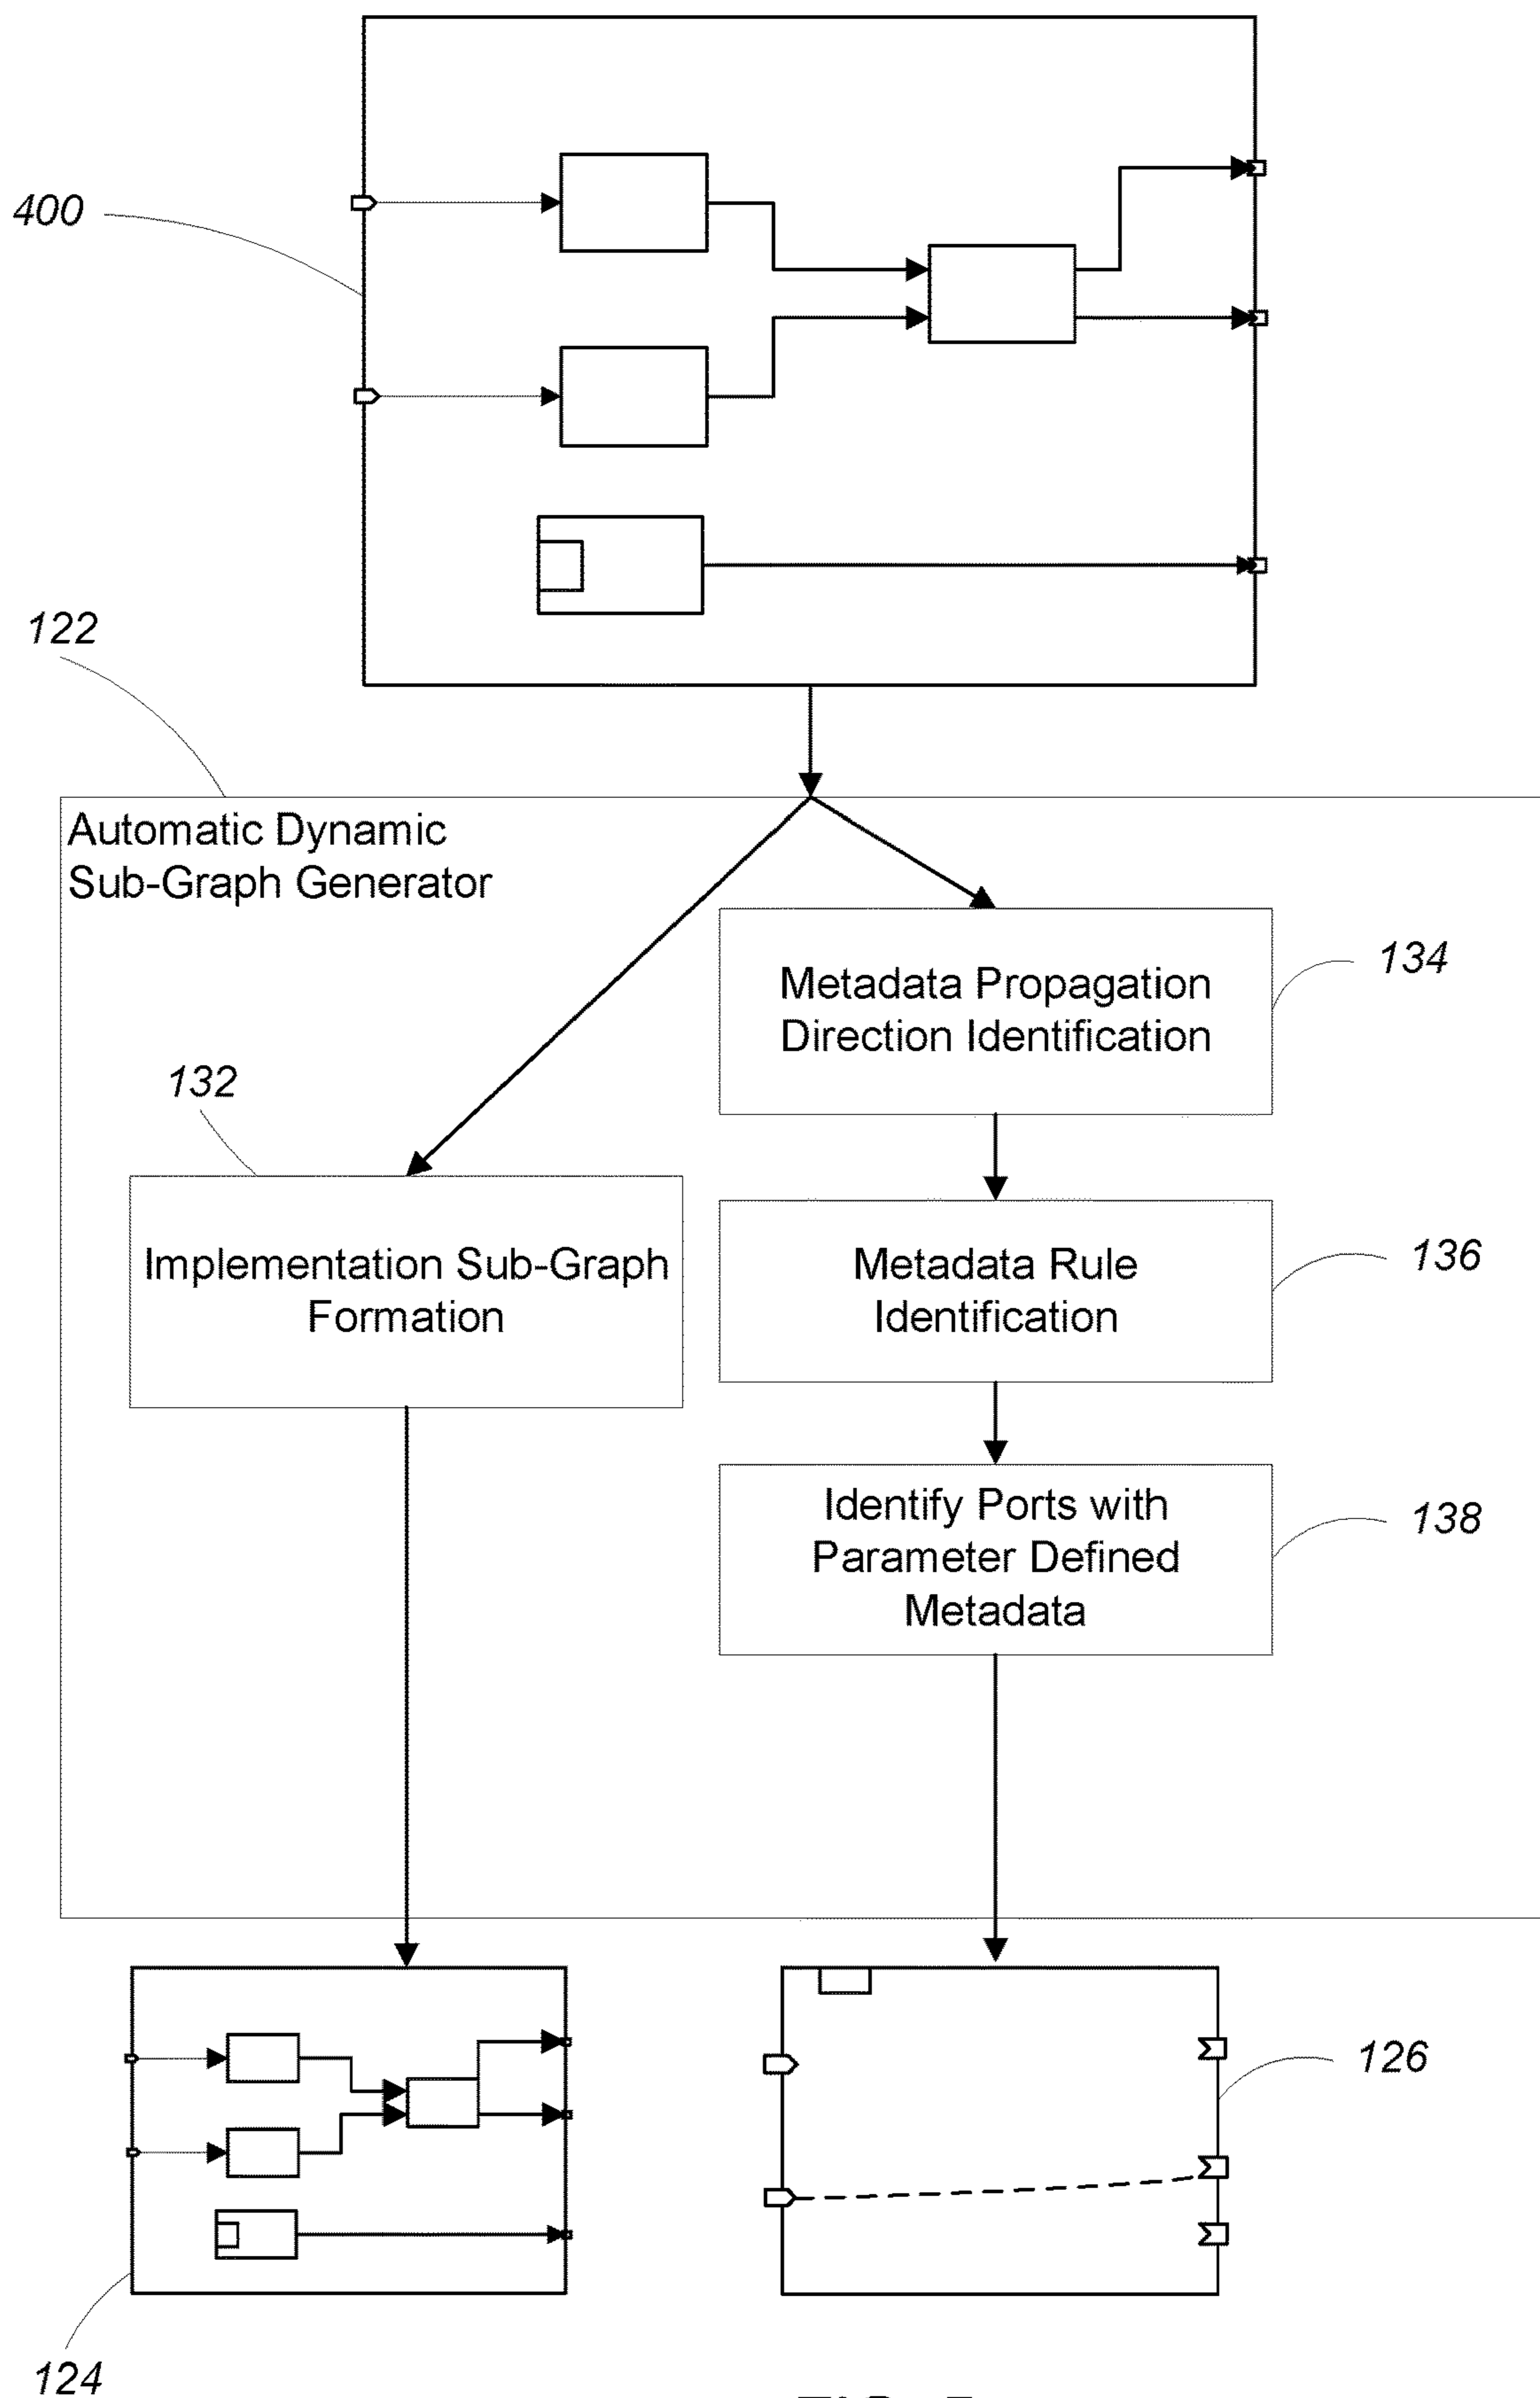 400
122
Automatic Dynamic
Sub-Graph Generator
134
Metadata Propagation
Direction Identification
132
Implementation Sub-Graph
Formation
136
Metadata Rule
Identification
138
Identify Ports with
Parameter Defined
Metadata
126
124